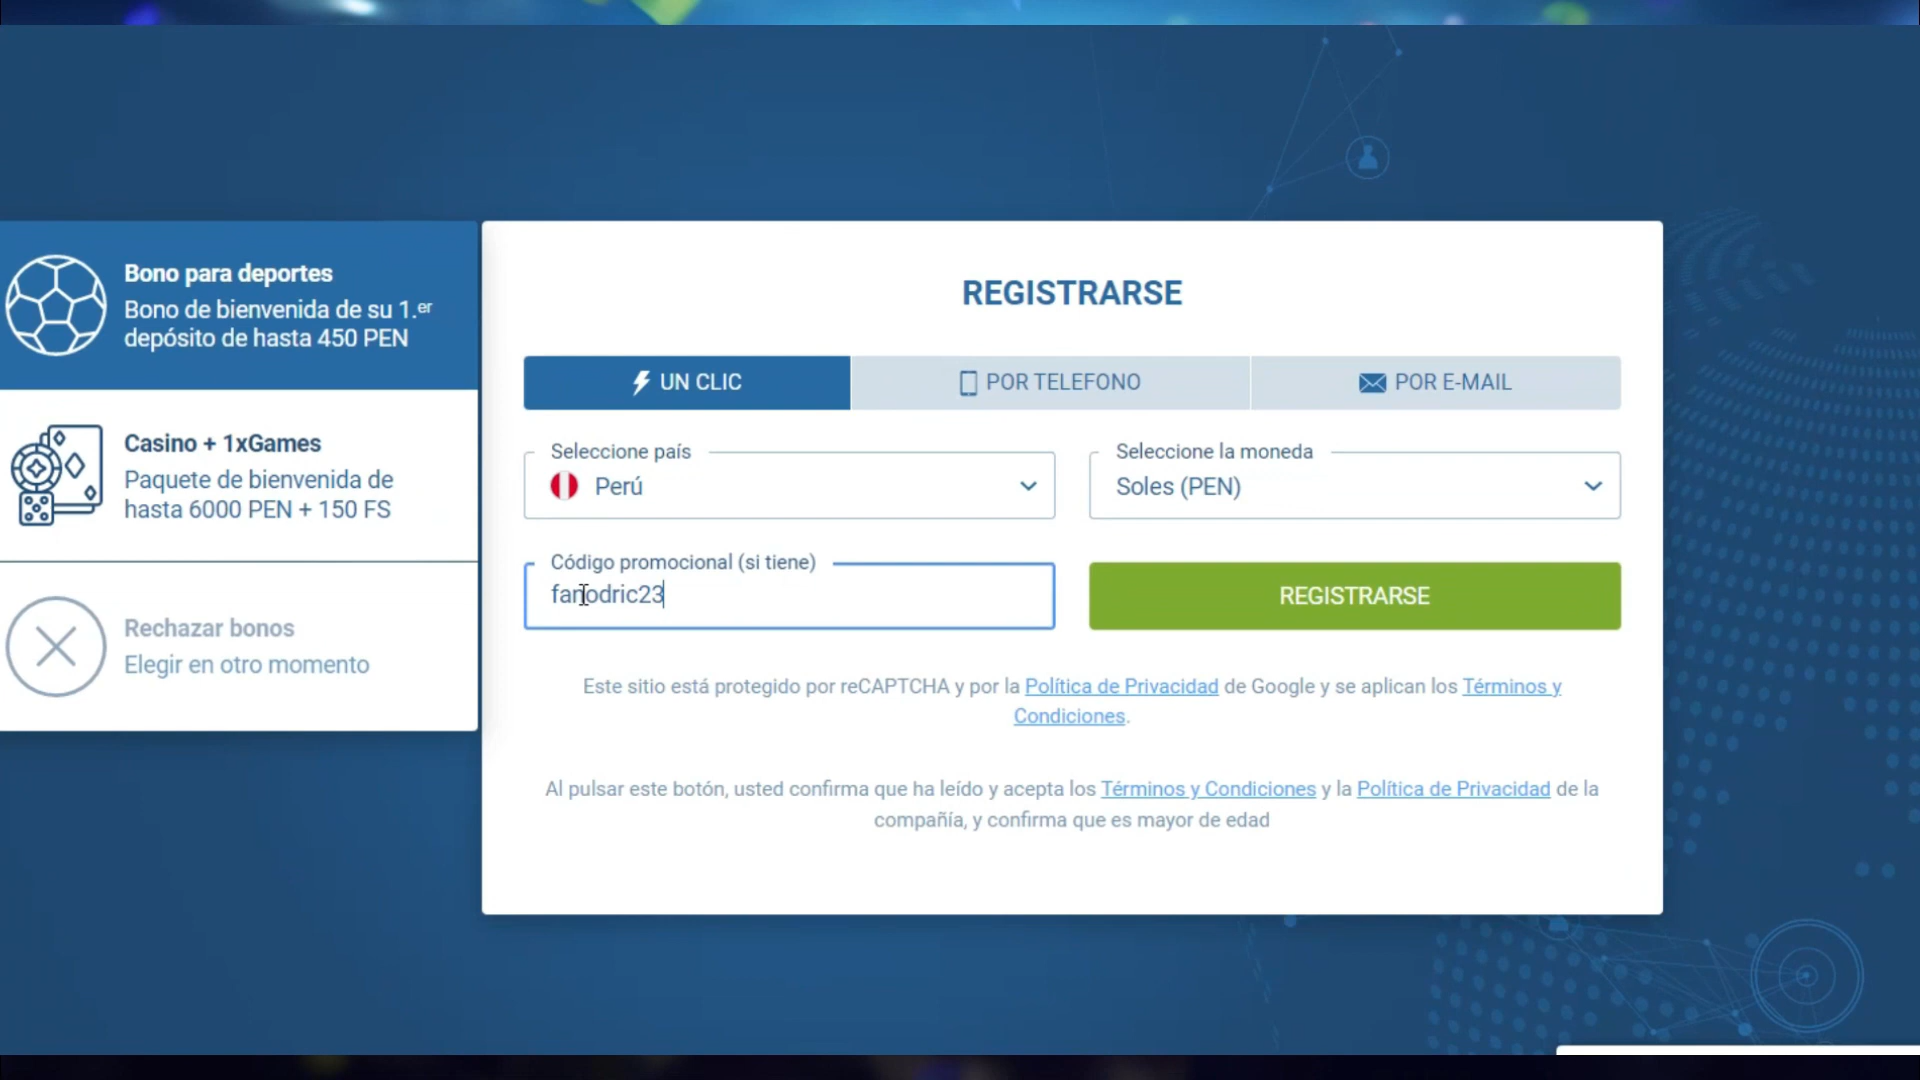 Bono para deportes
Bono de bienvenida de su 1.er
depósito de hasta 450 PEN
Casino + 1xGames
Paquete de bienvenida de
hasta 6000 PEN + 150 FS
Rechazar bonos
Elegir en otro momento
REGISTRARSE
UN CLIC
POR TELEFONO
POR E-MAIL
Seleccione país
Perú
Seleccione la moneda
Soles (PEN)
Código promocional (si tiene)
fanodric23
REGISTRARSE
Este sitio está protegido por reCAPTCHA y por la Política de Privacidad de Google y se aplican los Términos y
Condiciones.
Al pulsar este botón, usted confirma que ha leído y acepta los Términos y Condiciones y la Política de Privacidad de la
compañía, y confirma que es mayor de edad